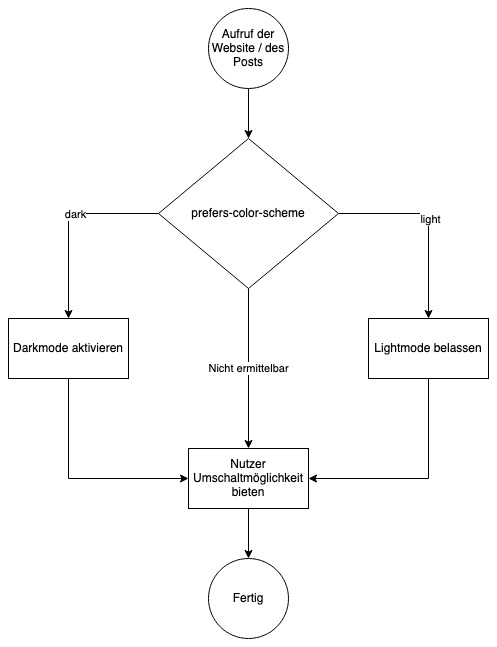 Aufruf der
Website / des
Posts
prefers-color-scheme
dark
light
Darkmode aktivieren
Lightmode belassen
Nicht ermittelbar
Nutzer
Umschaltmöglichkeit
bieten
Fertig